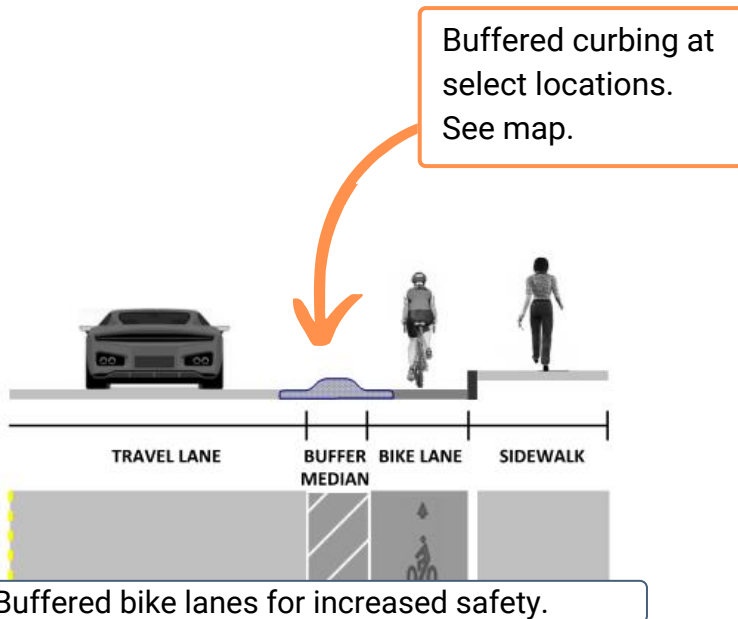 Buffered curbing at
select locations.
See map.
TRAVEL LANE
BUFFER
MEDIAN
BIKE LANE
SIDEWALK
Buffered bike lanes for increased safety.